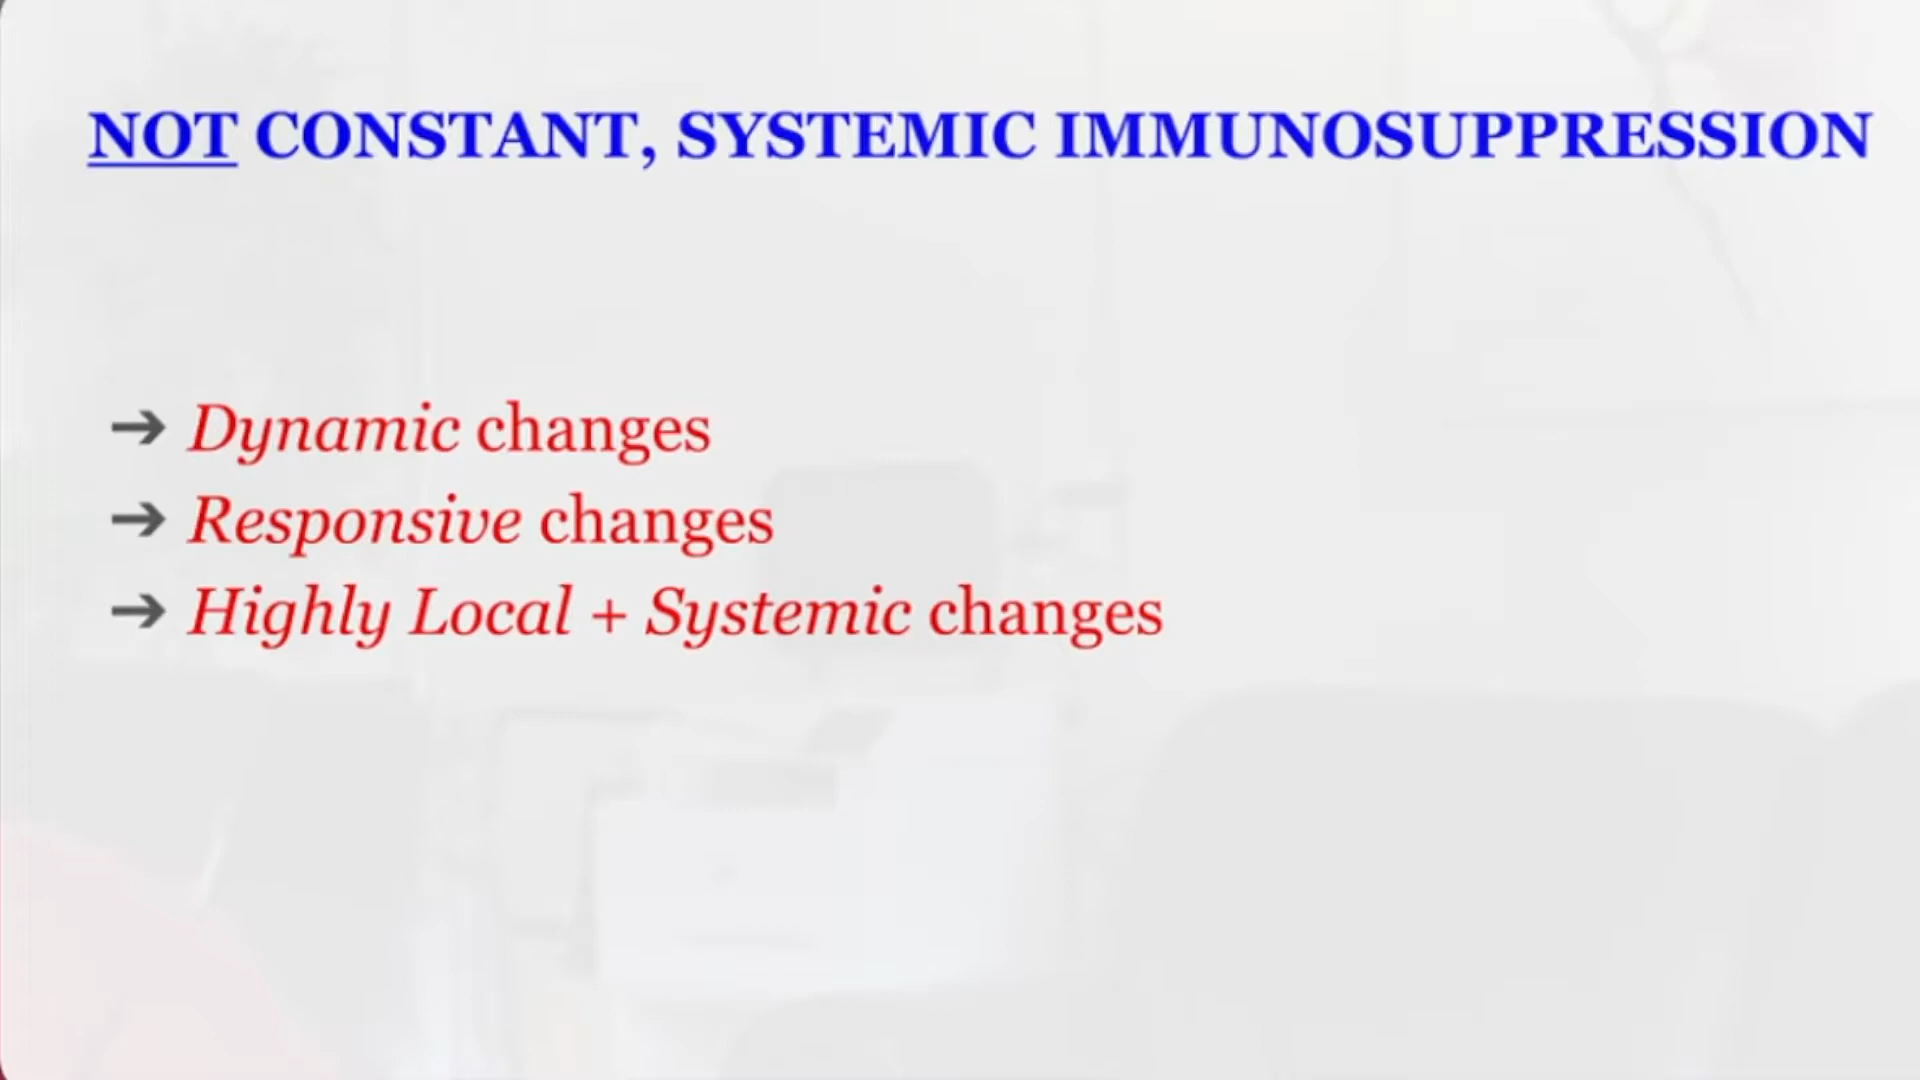 NOT CONSTANT, SYSTEMIC IMMUNOSUPPRESSION
➔ Dynamic changes
➔ Responsive changes
➔ Highly Local + Systemic changes